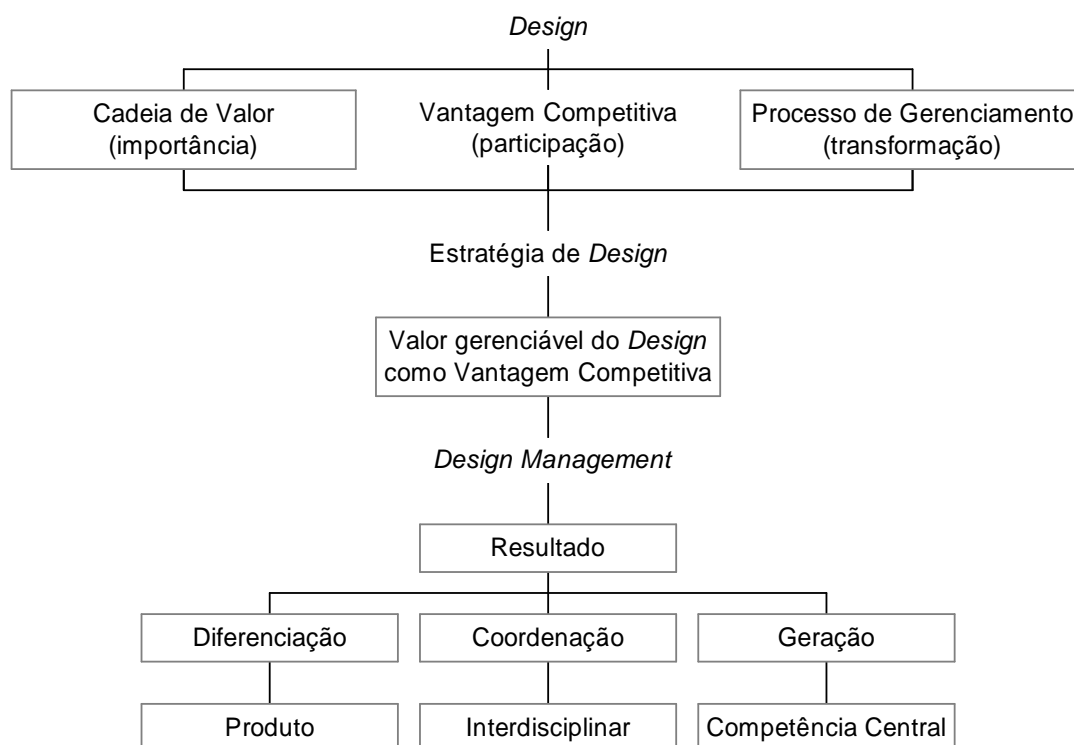 Design
Cadeia de Valor
(importância)
Vantagem Competitiva
(participação)
Processo de Gerenciamento
(transformação)
Estratégia de Design
Valor gerenciável do Design
como Vantagem Competitiva
Design Management
Resultado
Diferenciação
Coordenação
Geração
Produto
Interdisciplinar
Competência Central